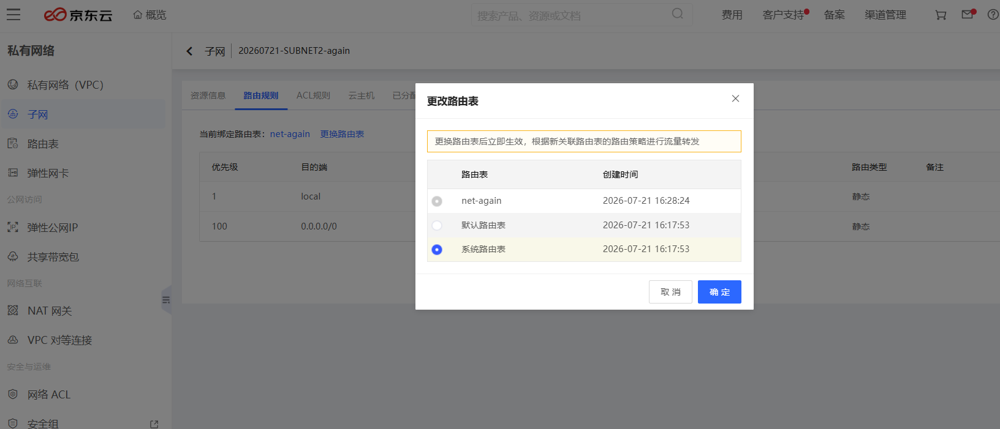 京东云
概览
搜索产品、资源或文档
费用
客户支持
备案
渠道管理
私有网络
私有网络（VPC）
子网
路由表
弹性网卡
公网访问
弹性公网IP
共享带宽包
网络互联
NAT 网关
VPC 对等连接
安全与运维
网络 ACL
安全组
子网
20260721-SUBNET2-again
资源信息
路由规则
ACL规则
云主机
已分配
当前绑定路由表：net-again 更换路由表
优先级 目的端 路由类型 备注
1 local 静态
100 0.0.0.0/0 静态
更改路由表
更换路由表后立即生效，根据新关联路由表的路由策略进行流量转发
路由表 创建时间
net-again 2026-07-21 16:28:24
默认路由表 2026-07-21 16:17:53
系统路由表 2026-07-21 16:17:53
取 消
确 定